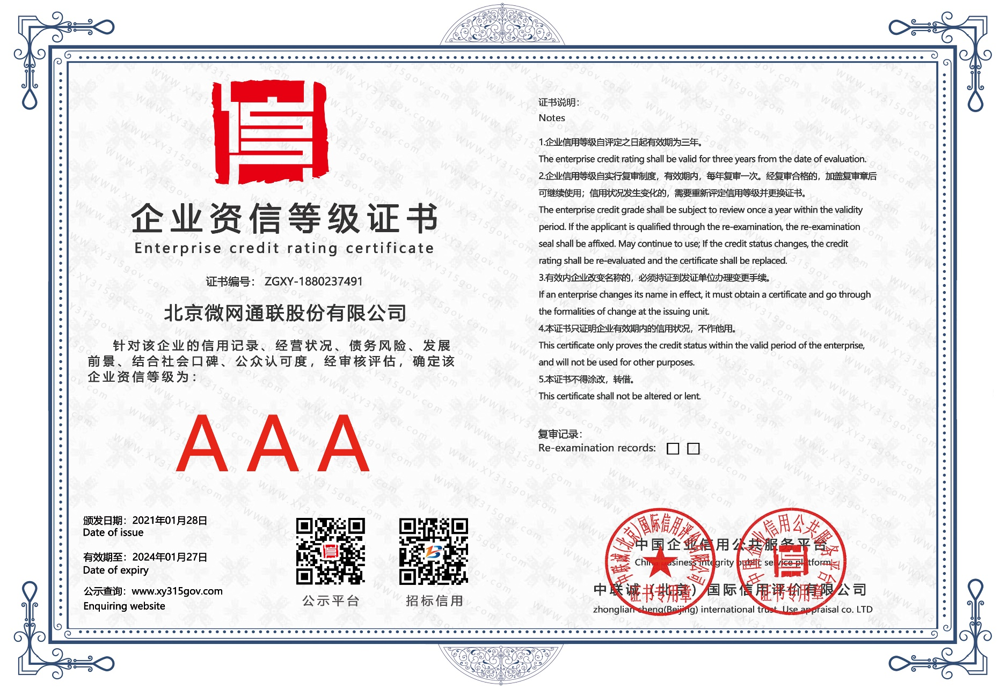 企业资信等级证书
Enterprise credit rating certificate
证书编号： ZGXY-1880237491
北京微网通联股份有限公司
针对该企业的信用记录、经营状况、债务风险、发展
前景、结合社会口碑、公众认可度，经审核评估，确定该
企业资信等级为：
AAA
颁发日期：2021年01月28日
Date of issue
有效期至：2024年01月27日
Date of expiry
公示查询：www.xy315gov.com
Enquiring website
公示平台
招标信用
证书说明：
Notes
1.企业信用等级自评定之日起有效期为三年。
The enterprise credit rating shall be valid for three years from the date of evaluation.
2.企业信用等级自实行复审制度，有效期内，每年复审一次。经复审合格的，加盖复审章后
可继续使用；信用状况发生变化的，需要重新评定信用等级并更换证书。
The enterprise credit grade shall be subject to review once a year within the validity
period. If the applicant is qualified through the re-examination, the re-examination
seal shall be affixed. May continue to use; If the credit status changes, the credit
rating shall be re-evaluated and the certificate shall be replaced.
3.有效内企业改变名称的，必须持证到发证单位办理变更手续。
If an enterprise changes its name in effect, it must obtain a certificate and go through
the formalities of change at the issuing unit.
4.本证书只证明企业有效期内的信用状况，不作他用。
This certificate only proves the credit status within the valid period of the enterprise,
and will not be used for other purposes.
5.本证书不得涂改，转借。
This certificate shall not be altered or lent.
复审记录：
Re-examination records: □ □
中国企业信用公共服务平台
China business integrity public service platform
中联诚（北京）国际信用评价有限公司
zhonglian cheng(Beijing) international trust Use appraisal co. LTD
中联诚(北京)国际信用评价有限公司
证书专用章
中国企业信用公共服务平台
证书专用章
www.XY315gov.com